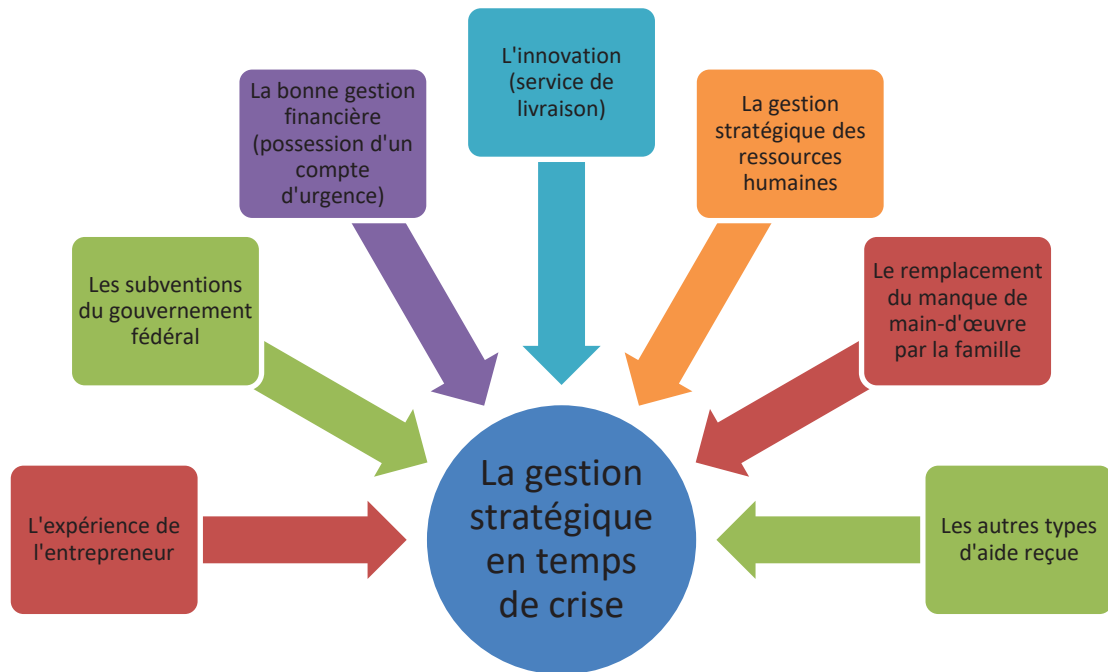 L'expérience de
l'entrepreneur
Les subventions
du gouvernement
fédéral
La bonne gestion
financière
(possession d'un
compte
d'urgence)
L'innovation
(service de
livraison)
La gestion
stratégique des
ressources
humaines
Le remplacement
du manque de
main-d'œuvre
par la famille
Les autres types
d'aide reçue
La gestion
stratégique
en temps
de crise